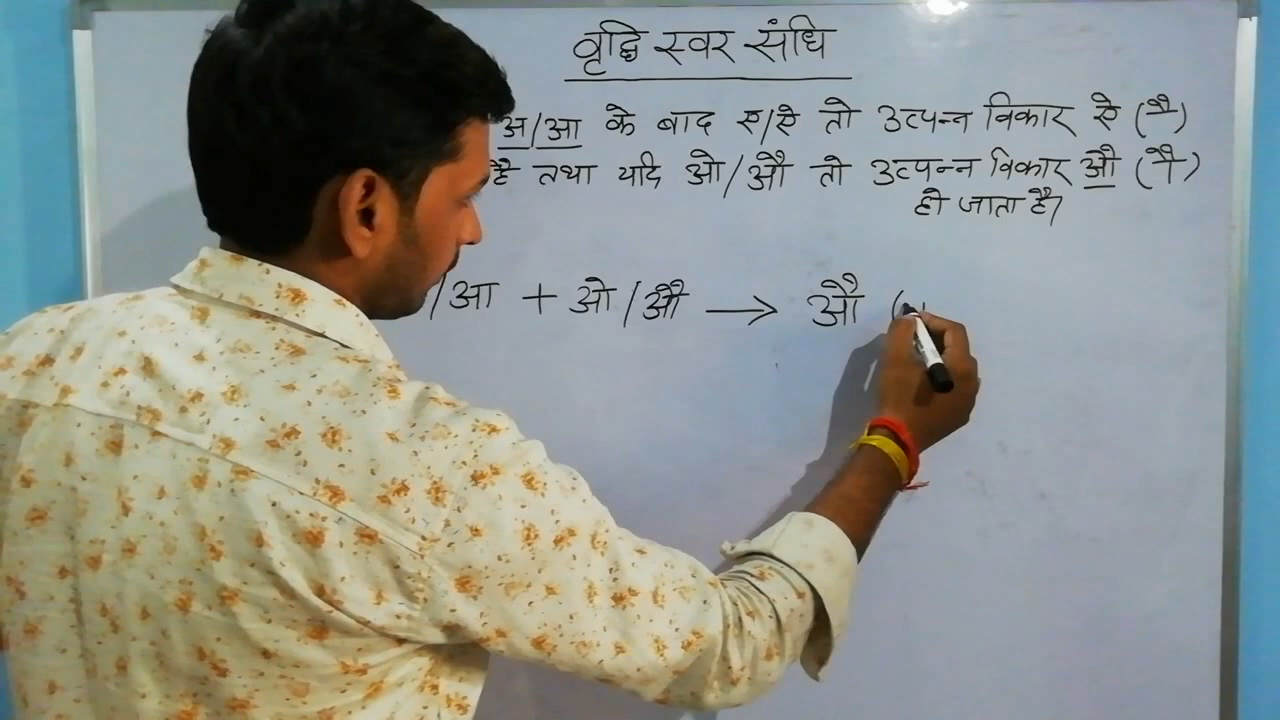 वृद्धि स्वर संधि
अ/आ के बाद ए/ऐ तो उत्पन्न विकार ऐ (ै)
है तथा यदि ओ/औ तो उत्पन्न विकार औ (ौ)
हो जाता है।
/आ + ओ/औ → औ (